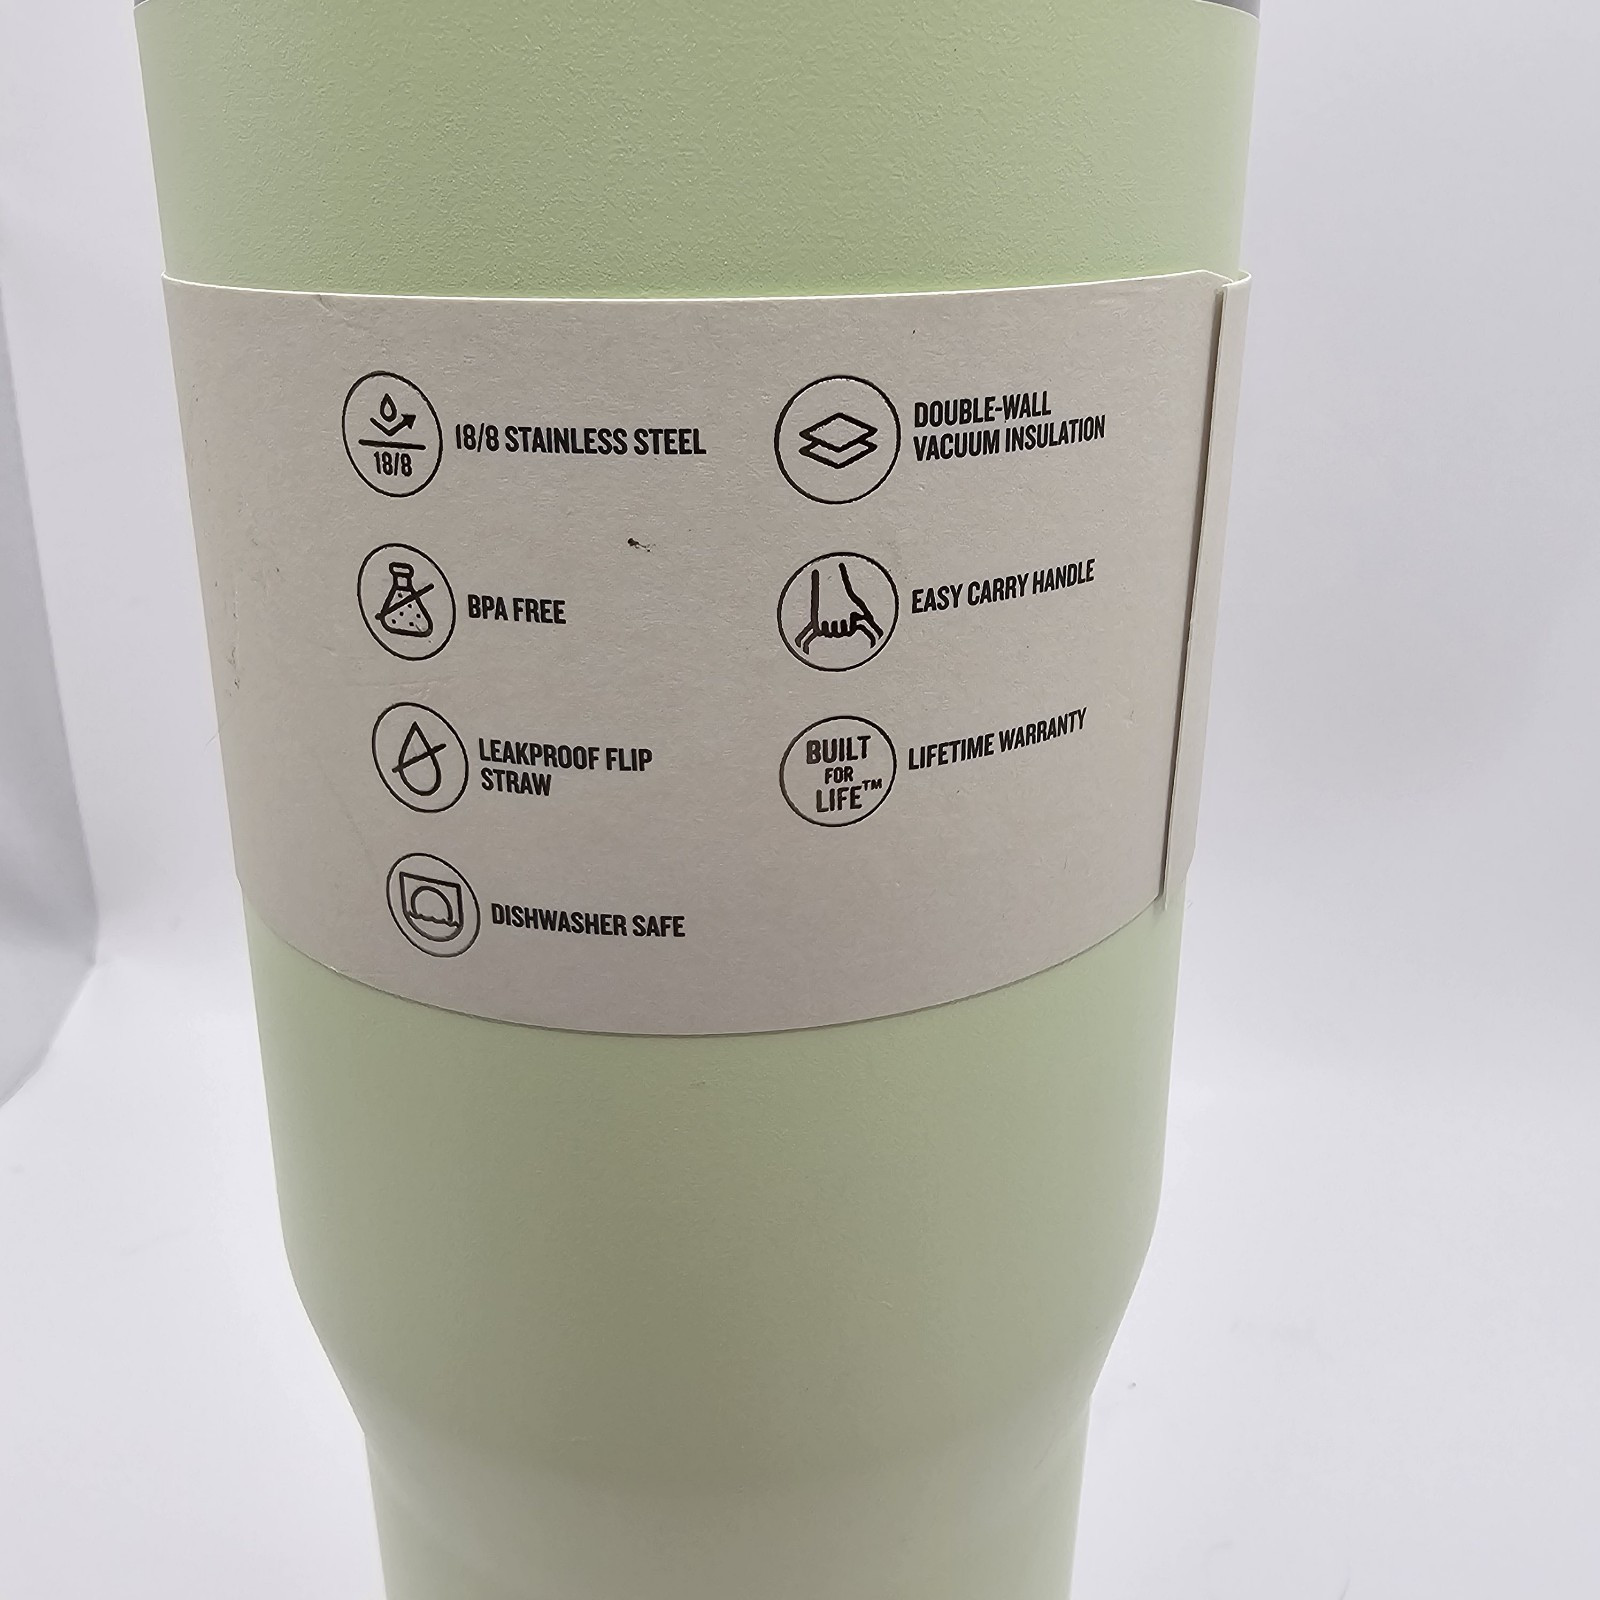 18/8
18/8 STAINLESS STEEL
BPA FREE
LEAKPROOF FLIP
STRAW
DISHWASHER SAFE
DOUBLE-WALL
VACUUM INSULATION
EASY CARRY HANDLE
BUILT
FOR
LIFE™
LIFETIME WARRANTY